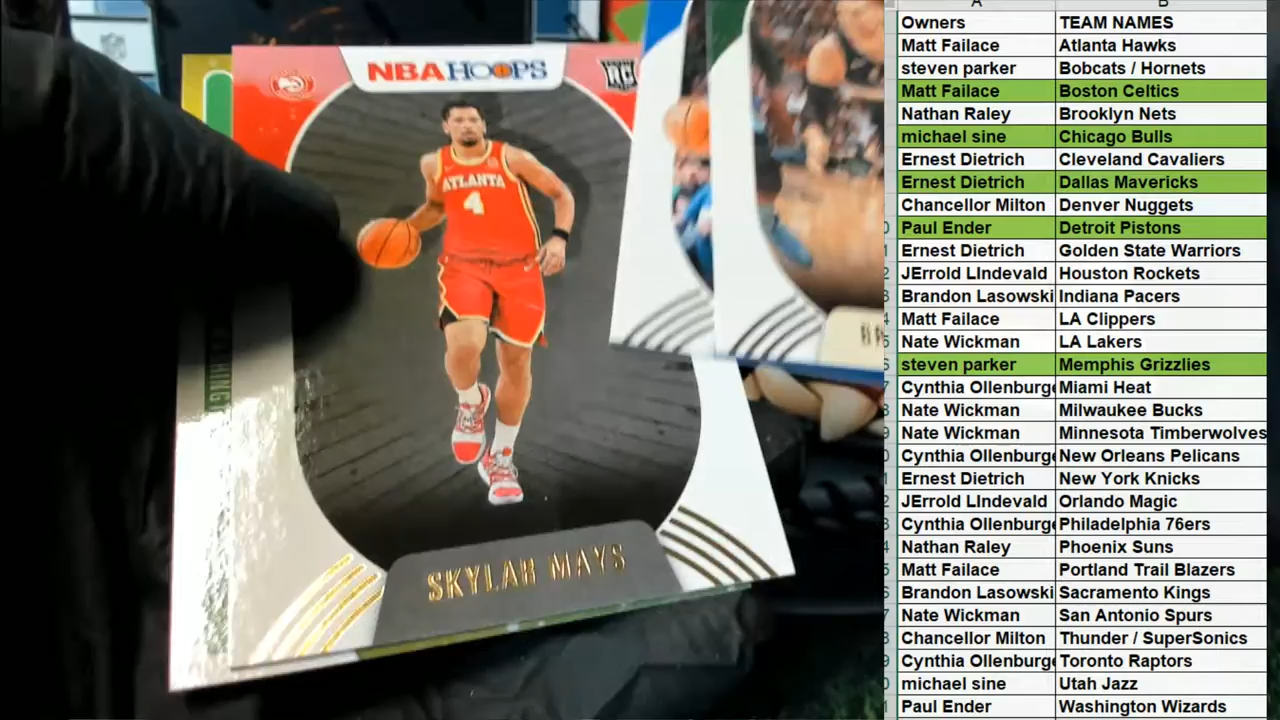 NBA HOOPS
RC
ATLANTA
4
SKYLAR MAYS
A B
Owners TEAM NAMES
Matt Failace Atlanta Hawks
steven parker Bobcats / Hornets
Matt Failace Boston Celtics
Nathan Raley Brooklyn Nets
michael sine Chicago Bulls
Ernest Dietrich Cleveland Cavaliers
Ernest Dietrich Dallas Mavericks
Chancellor Milton Denver Nuggets
Paul Ender Detroit Pistons
Ernest Dietrich Golden State Warriors
JErrold LIndevald Houston Rockets
Brandon Lasowski Indiana Pacers
Matt Failace LA Clippers
Nate Wickman LA Lakers
steven parker Memphis Grizzlies
Cynthia Ollenburge Miami Heat
Nate Wickman Milwaukee Bucks
Nate Wickman Minnesota Timberwolves
Cynthia Ollenburge New Orleans Pelicans
Ernest Dietrich New York Knicks
JErrold LIndevald Orlando Magic
Cynthia Ollenburge Philadelphia 76ers
Nathan Raley Phoenix Suns
Matt Failace Portland Trail Blazers
Brandon Lasowski Sacramento Kings
Nate Wickman San Antonio Spurs
Chancellor Milton Thunder / SuperSonics
Cynthia Ollenburge Toronto Raptors
michael sine Utah Jazz
Paul Ender Washington Wizards